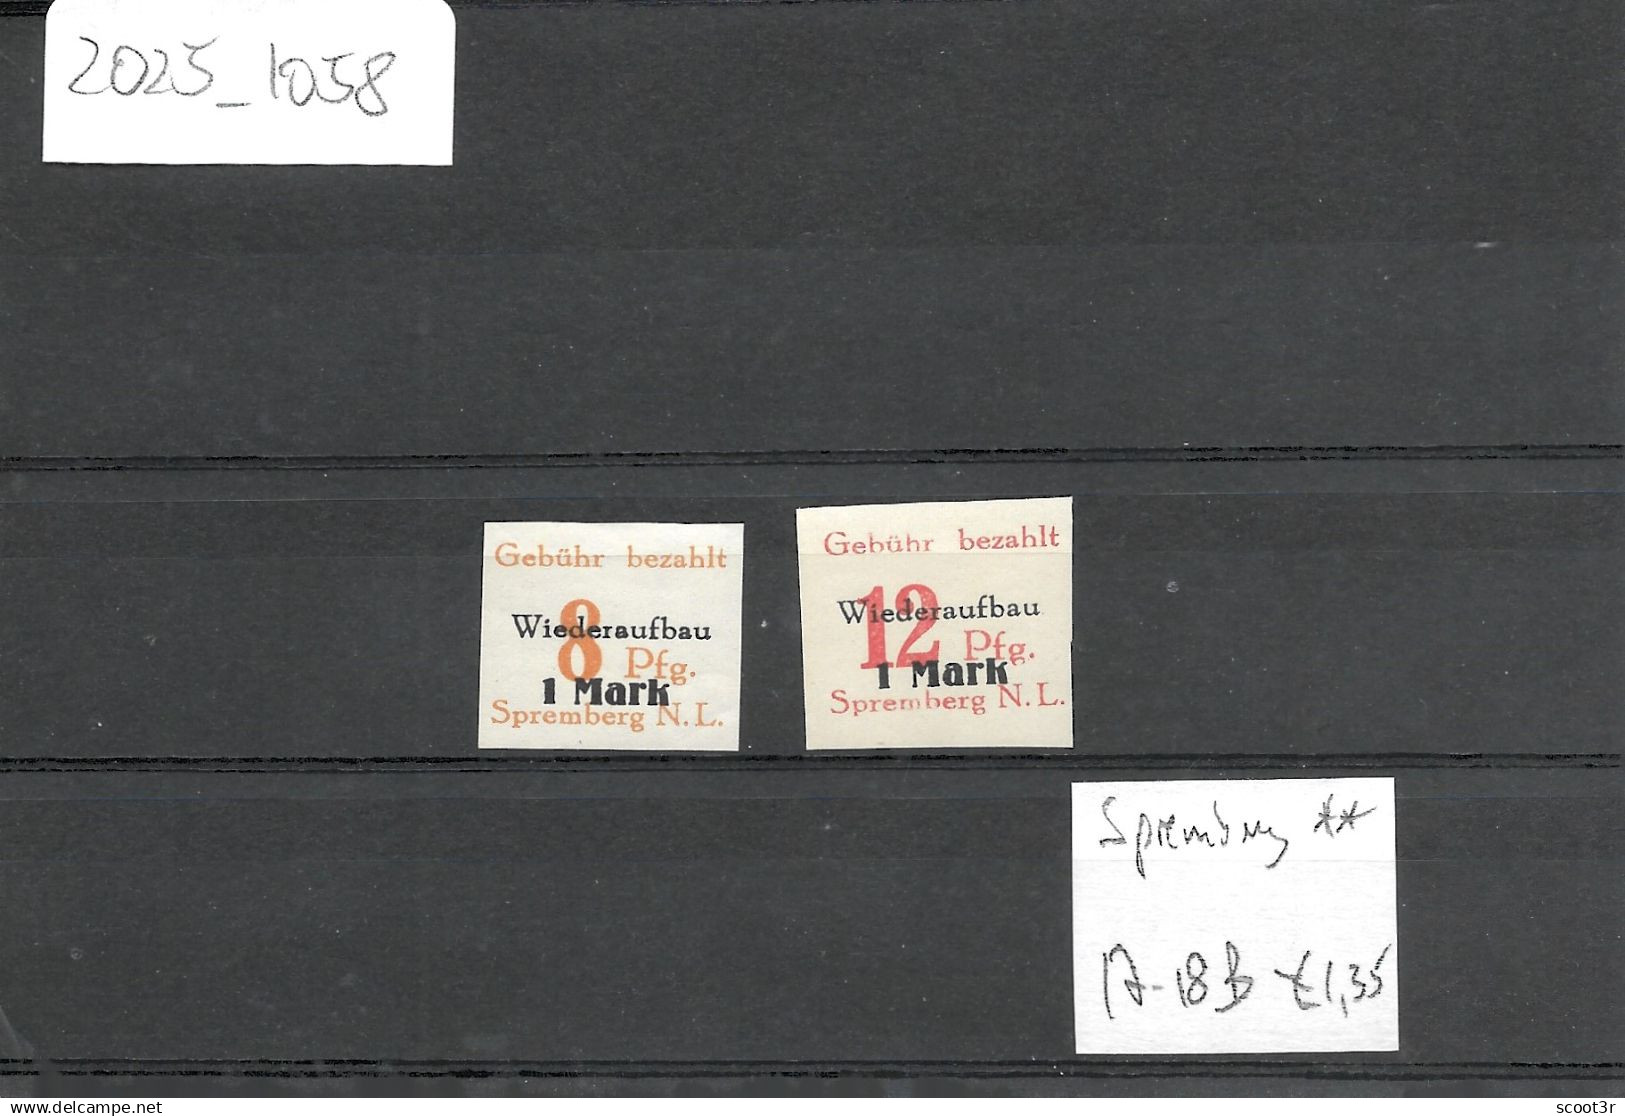 2025_1058
Gebühr bezahlt
Wiederaufbau
8 Pfg.
1 Mark
Spremberg N.L.
Gebühr bezahlt
Wiederaufbau
12 Pfg.
1 Mark
Spremberg N.L.
Spremberg **
17-18B €1,35
www.delcampe.net
scoot3r